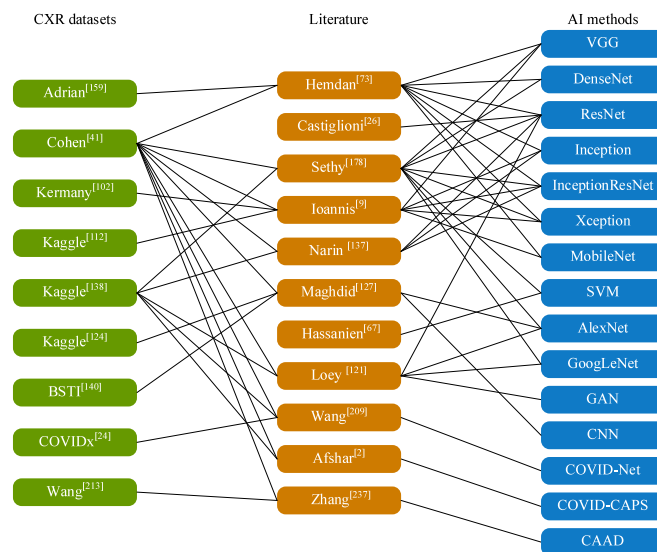 CXR datasets
Literature
AI methods
Adrian[159]
Cohen[41]
Kermany[102]
Kaggle[112]
Kaggle[138]
Kaggle[124]
BSTI[140]
COVIDx[24]
Wang[213]
Hemdan[73]
Castiglioni[26]
Sethy[178]
Ioannis[9]
Narin [137]
Maghdid[127]
Hassanien[67]
Loey [121]
Wang[209]
Afshar[2]
Zhang[237]
VGG
DenseNet
ResNet
Inception
InceptionResNet
Xception
MobileNet
SVM
AlexNet
GoogLeNet
GAN
CNN
COVID-Net
COVID-CAPS
CAAD